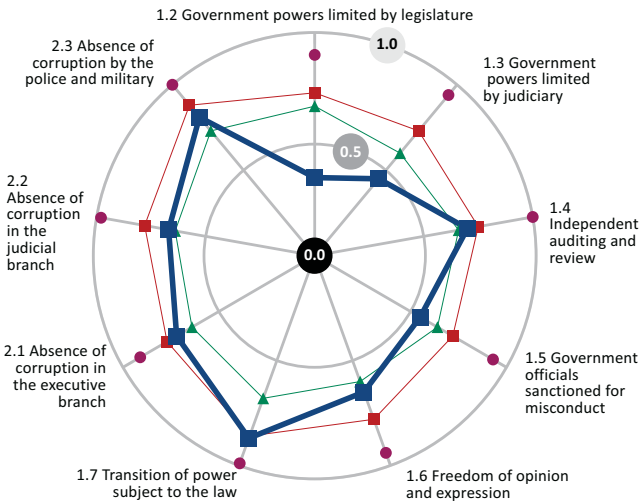 1.2 Government powers limited by legislature
1.0
2.3 Absence of
corruption by the
police and military
1.3 Government
powers limited
by judiciary
0.5
2.2
Absence of
corruption
in the
judicial
branch
1.4
Independent
auditing and
review
0.0
2.1 Absence of
corruption in
the executive
branch
1.5 Government
officials
sanctioned for
misconduct
1.7 Transition of power
subject to the law
1.6 Freedom of opinion
and expression